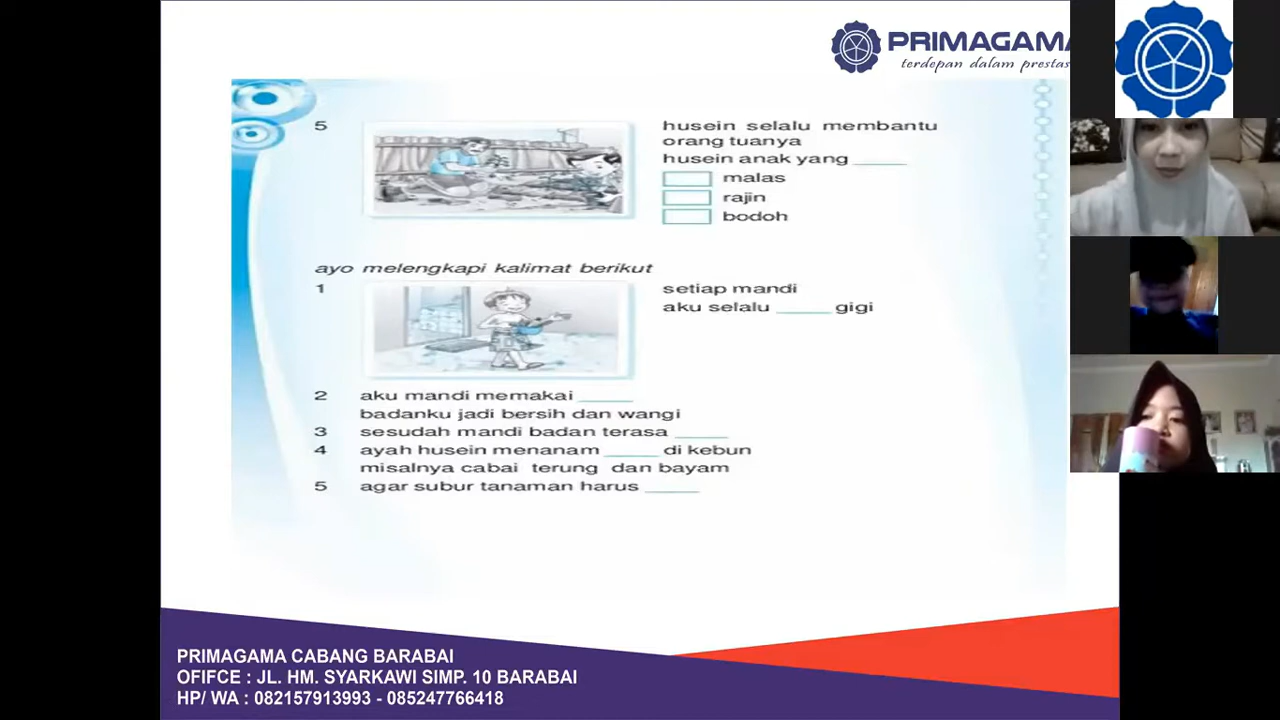 PRIMAGAMA
terdepan dalam prestas
5
husein selalu membantu
orang tuanya
husein anak yang ____
malas
rajin
bodoh
ayo melengkapi kalimat berikut
1
setiap mandi
aku selalu ____ gigi
2 aku mandi memakai ____
badanku jadi bersih dan wangi
3 sesudah mandi badan terasa ____
4 ayah husein menanam ____ di kebun
misalnya cabai terung dan bayam
5 agar subur tanaman harus ____
PRIMAGAMA CABANG BARABAI
OFIFCE : JL. HM. SYARKAWI SIMP. 10 BARABAI
HP/ WA : 082157913993 - 085247766418